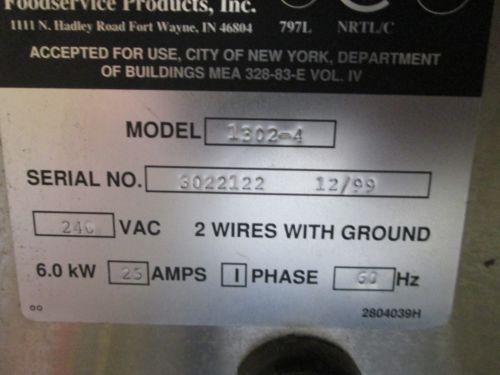 Foodservice Products, Inc.
1111 N. Hadley Road Fort Wayne, IN 46804
797L NRTL/C
ACCEPTED FOR USE, CITY OF NEW YORK, DEPARTMENT
OF BUILDINGS MEA 328-83-E VOL. IV
MODEL 1302-4
SERIAL NO. 3022122 12/99
240 VAC 2 WIRES WITH GROUND
6.0 kW 25 AMPS 1 PHASE 60 Hz
OO 2804039H